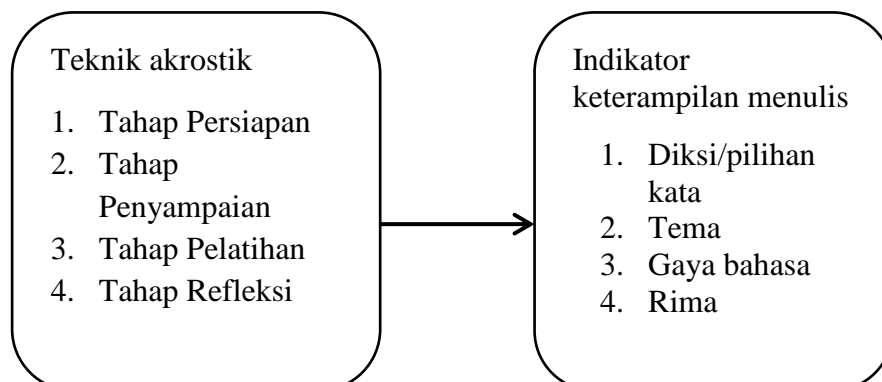 Teknik akrostik
1. Tahap Persiapan
2. Tahap
Penyampaian
3. Tahap Pelatihan
4. Tahap Refleksi
Indikator
keterampilan menulis
1. Diksi/pilihan
kata
2. Tema
3. Gaya bahasa
4. Rima